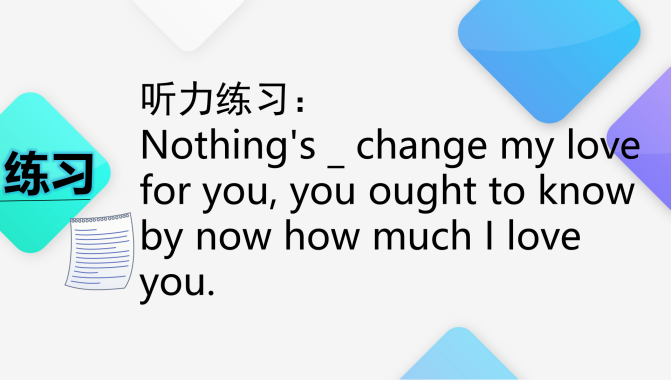 听力练习：
Nothing's _ change my love
for you, you ought to know
by now how much I love
you.
练习